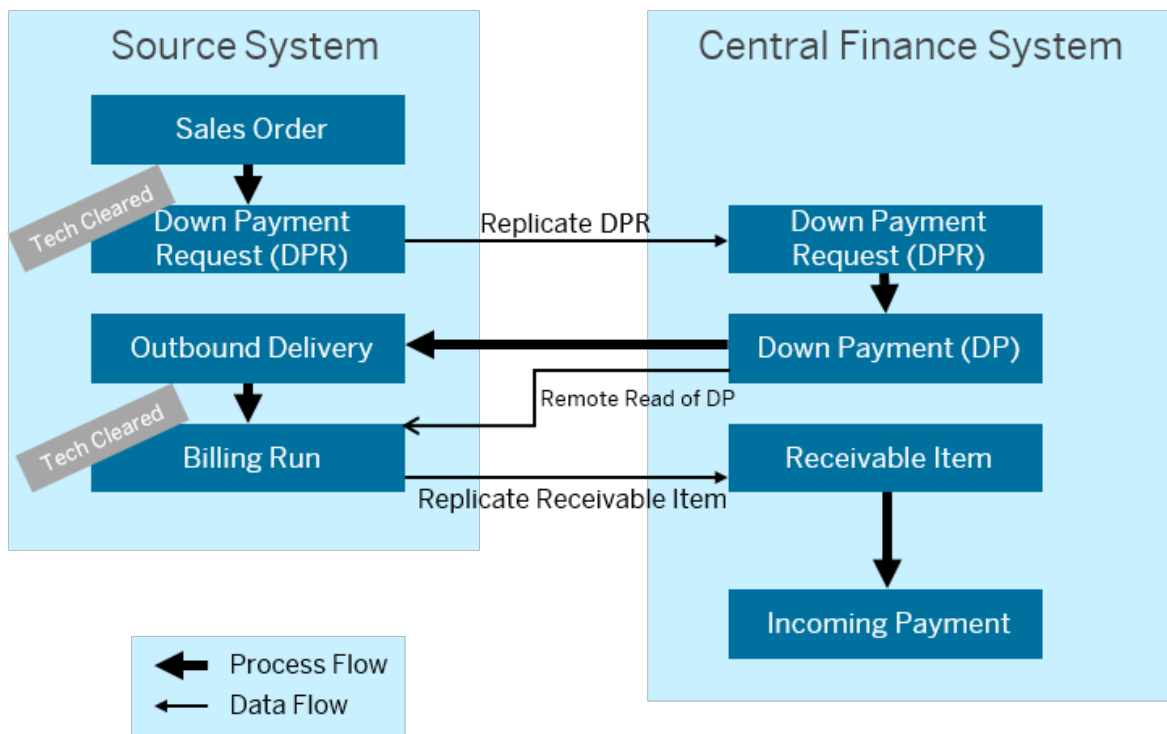 Source System
Central Finance System
Sales Order
Tech Cleared
Down Payment
Request (DPR)
Replicate DPR
Down Payment
Request (DPR)
Outbound Delivery
Down Payment (DP)
Remote Read of DP
Tech Cleared
Billing Run
Receivable Item
Replicate Receivable Item
Incoming Payment
Process Flow
Data Flow